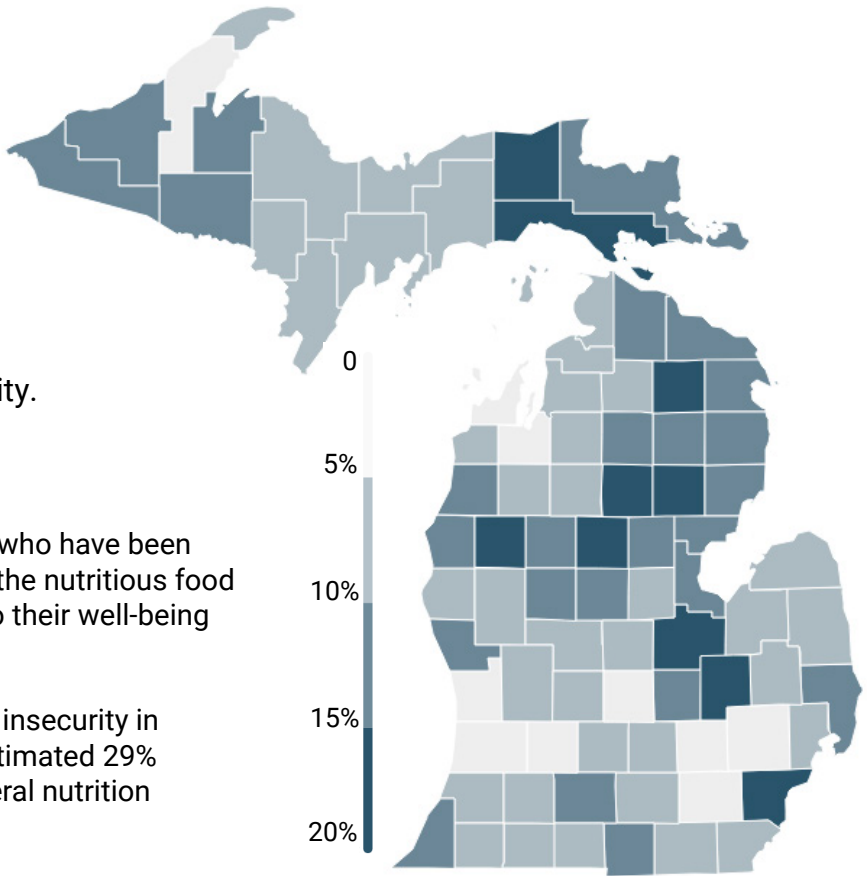 ity.
who have been
the nutritious food
o their well-being
insecurity in
timated 29%
eral nutrition
0
5%
10%
15%
20%